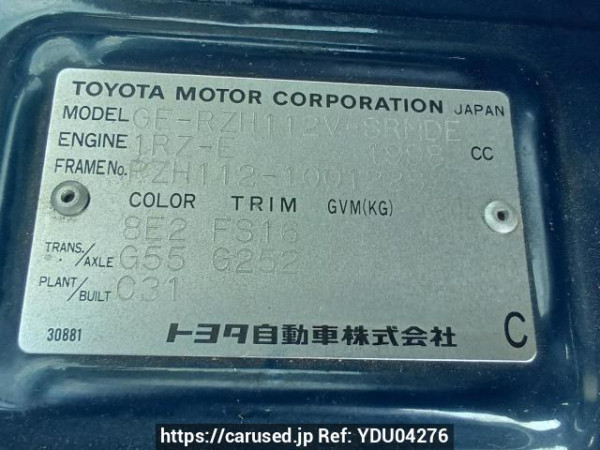 TOYOTA MOTOR CORPORATION JAPAN
MODEL GE-RZH112V-SRMDE
ENGINE 1RZ-E 1998 CC
FRAME No. RZH112-100122
COLOR TRIM GVM(KG)
8E2 FS16
TRANS./AXLE G55 G252
PLANT/BUILT C31
30881 トヨタ自動車株式会社 C
https://carused.jp Ref: YDU04276